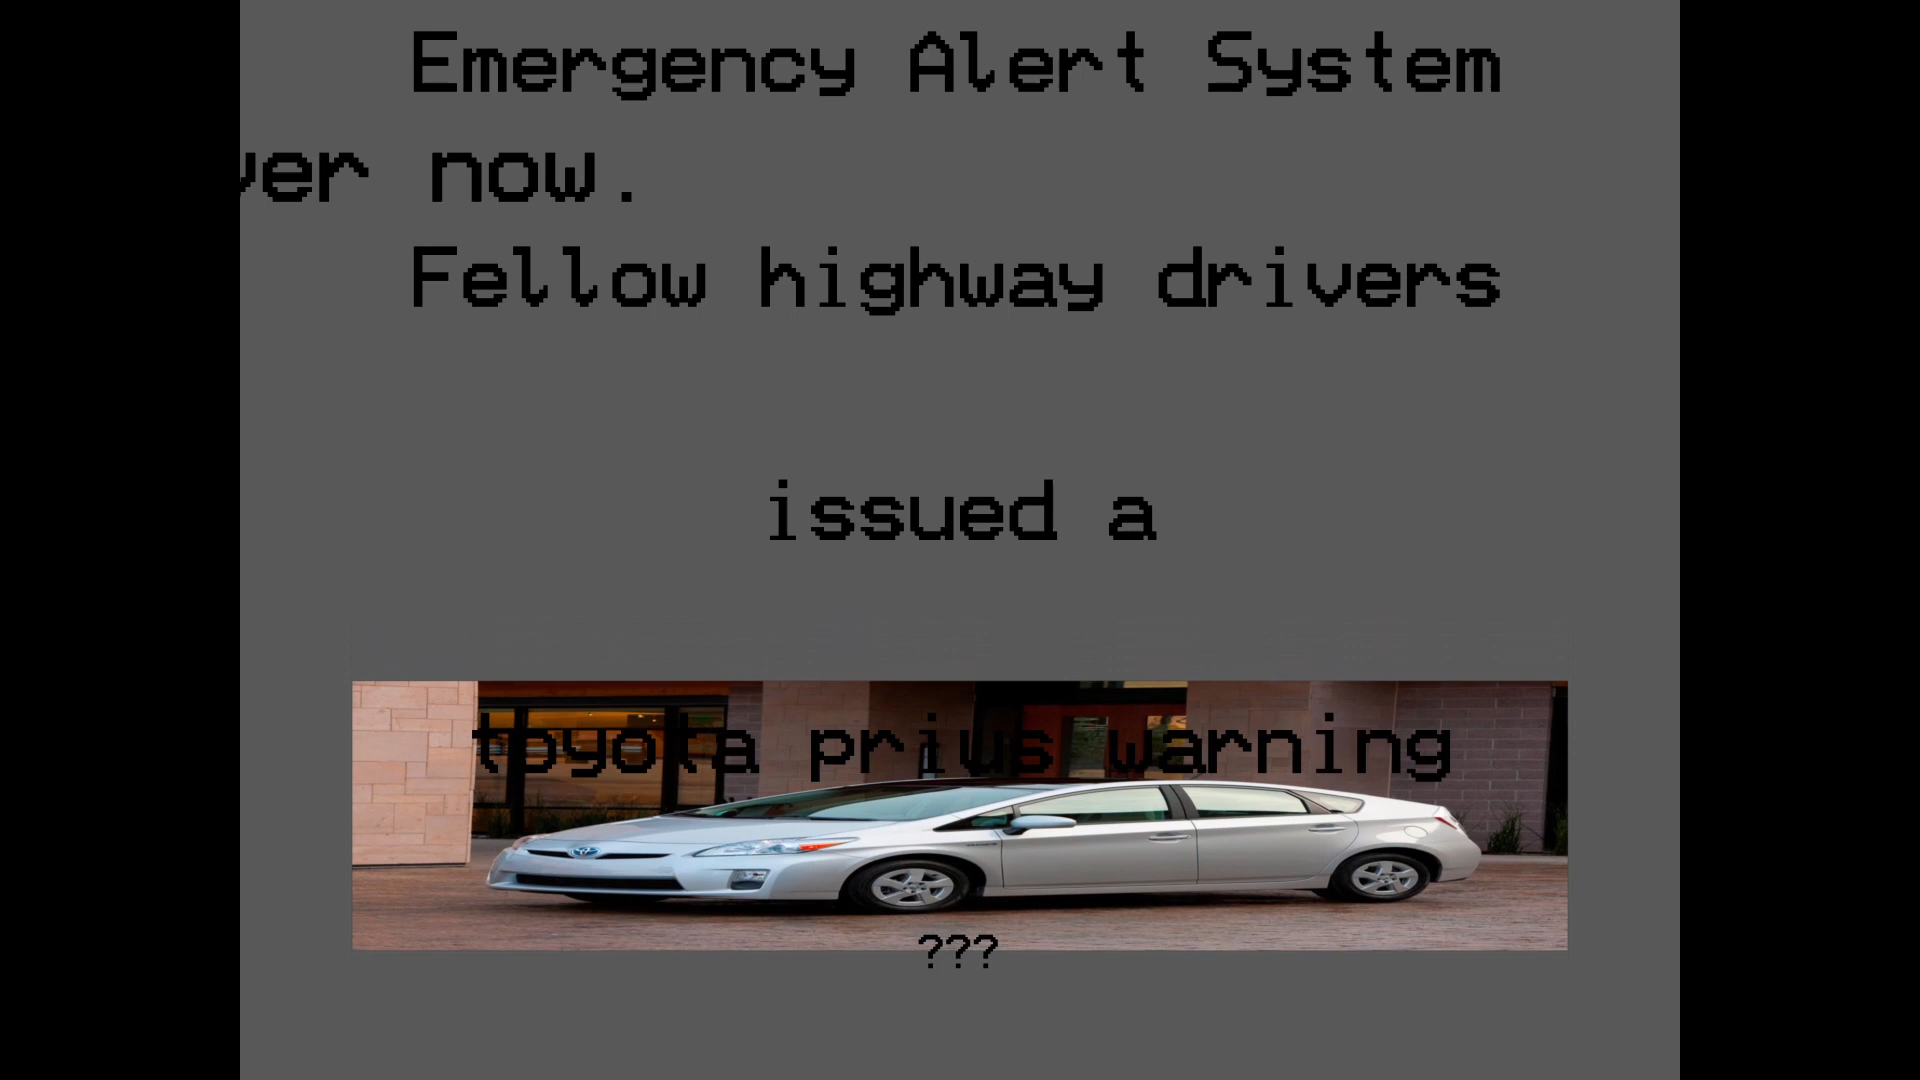 Emergency Alert System
ver now.
Fellow highway drivers
issued a
toyota prius warning
???